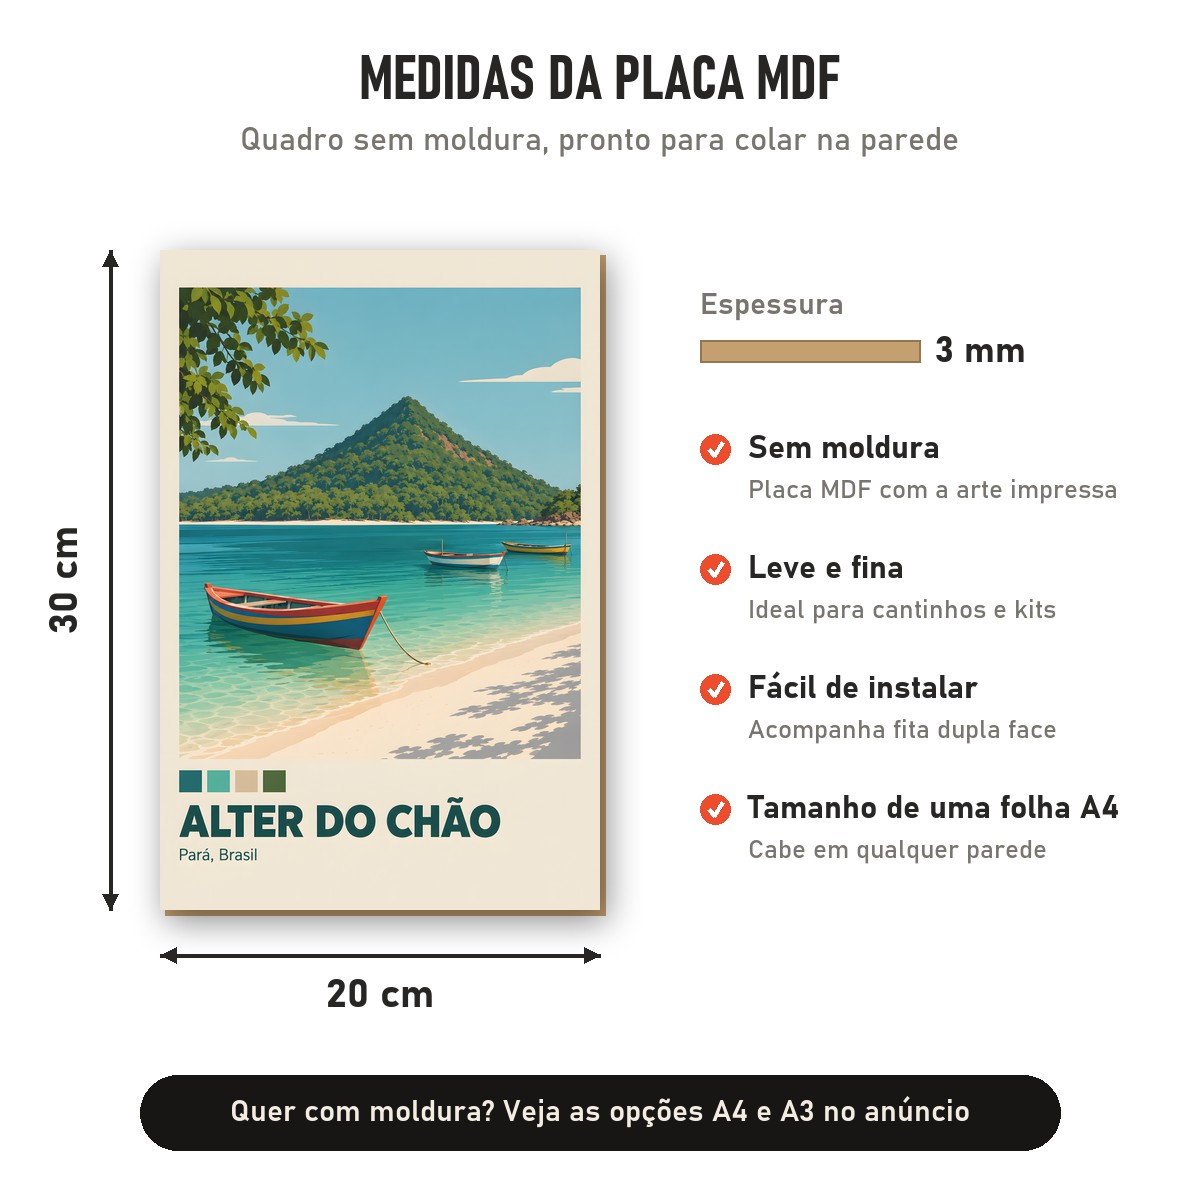 MEDIDAS DA PLACA MDF
Quadro sem moldura, pronto para colar na parede
30 cm
ALTER DO CHÃO
Pará, Brasil
20 cm
Espessura
3 mm
Sem moldura
Placa MDF com a arte impressa
Leve e fina
Ideal para cantinhos e kits
Fácil de instalar
Acompanha fita dupla face
Tamanho de uma folha A4
Cabe em qualquer parede
Quer com moldura? Veja as opções A4 e A3 no anúncio